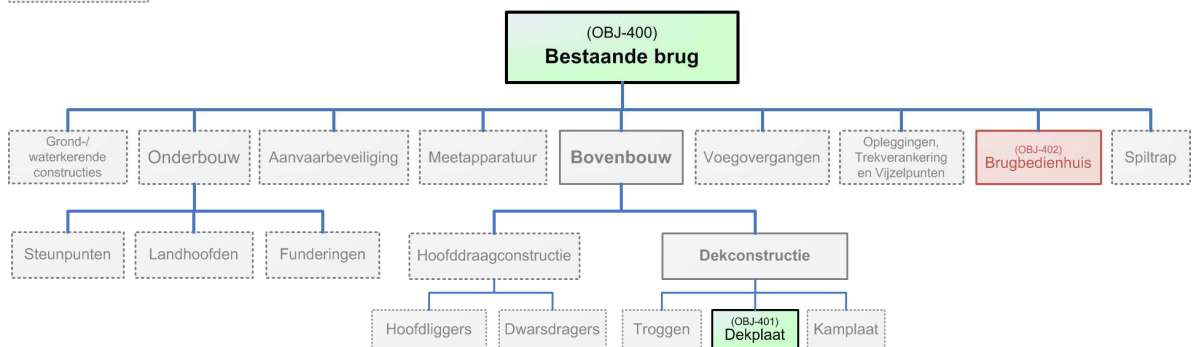 (OBJ-400)
Bestaande brug
Grond-/
waterkerende
constructies
Onderbouw
Aanvaarbeveiliging
Meetapparatuur
Bovenbouw
Voegovergangen
Opleggingen,
Trekverankering
en Vijzelpunten
(OBJ-402)
Brugbedienhuis
Spiltrap
Steunpunten
Landhoofden
Funderingen
Hoofddraagconstructie
Dekconstructie
Hoofdliggers
Dwarsdragers
Troggen
(OBJ-401)
Dekplaat
Kamplaat